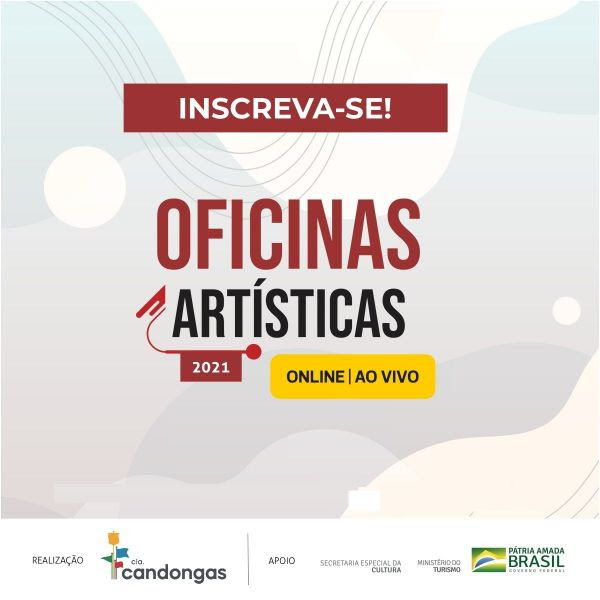 INSCREVA-SE!
OFICINAS
ARTÍSTICAS
2021
ONLINE | AO VIVO
REALIZAÇÃO
cia.
candongas
APOIO
SECRETARIA ESPECIAL DA
CULTURA
MINISTÉRIO DO
TURISMO
PÁTRIA AMADA
BRASIL
GOVERNO FEDERAL